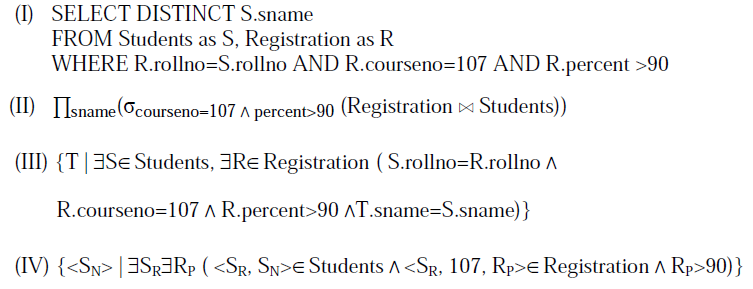 (I) SELECT DISTINCT S.sname
FROM Students as S, Registration as R
WHERE R.rollno=S.rollno AND R.courseno=107 AND R.percent >90
(II) ∏sname(σcourseno=107 ∧ percent>90 (Registration ⋈ Students))
(III) {T | ∃S∈ Students, ∃R∈ Registration ( S.rollno=R.rollno ∧
R.courseno=107 ∧ R.percent>90 ∧T.sname=S.sname)}
(IV) {<SN> | ∃SR∃RP ( <SR, SN>∈ Students ∧ <SR, 107, RP>∈ Registration ∧ RP>90)}